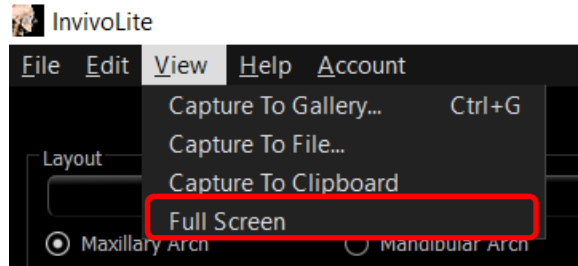 InvivoLite
File Edit View Help Account
Capture To Gallery... Ctrl+G
Capture To File...
Layout
Capture To Clipboard
Full Screen
Maxillary Arch Mandibular Arch